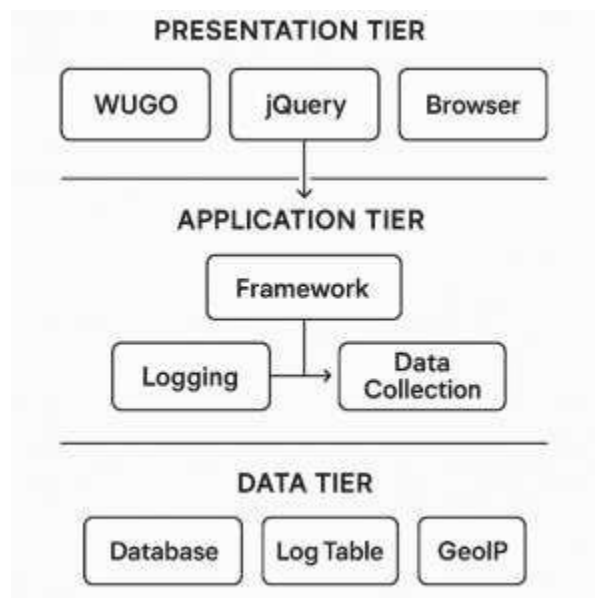 PRESENTATION TIER
WUGO
jQuery
Browser
APPLICATION TIER
Framework
Logging
Data
Collection
DATA TIER
Database
Log Table
GeoIP